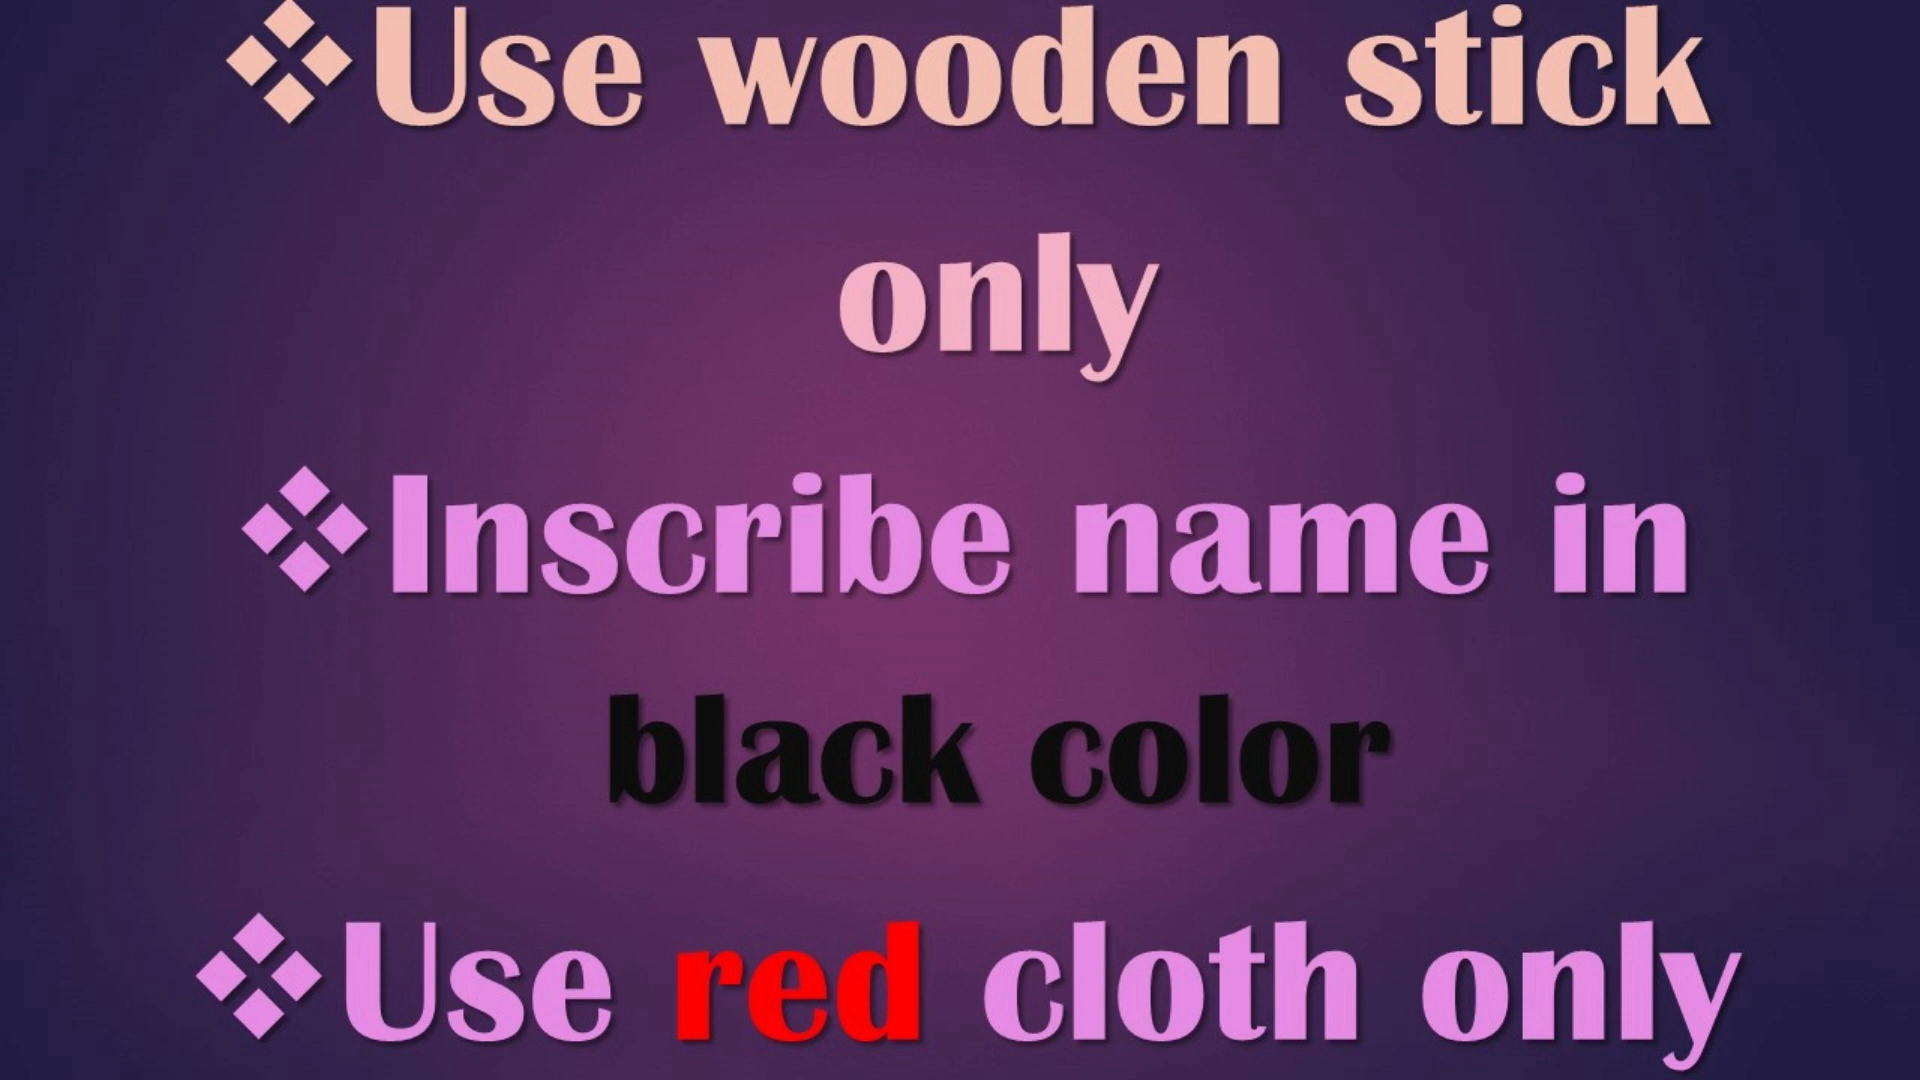 ❖Use wooden stick
only
❖Inscribe name in
black color
❖Use red cloth only